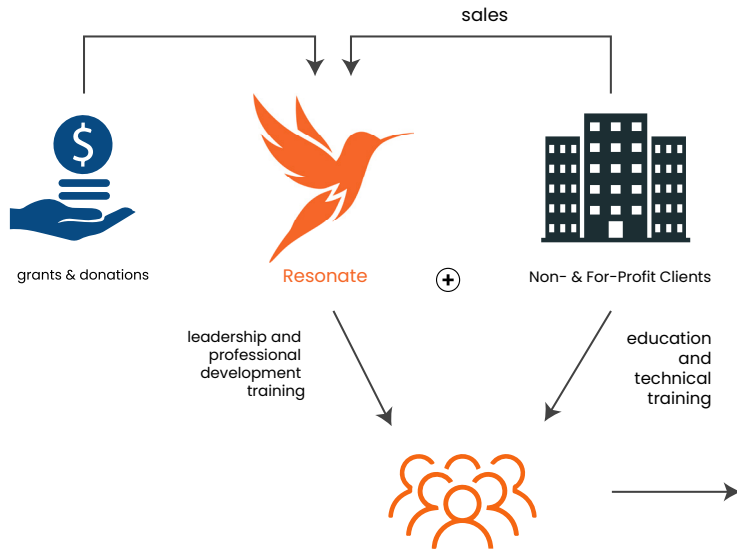 sales
$
grants & donations
Resonate
Non- & For-Profit Clients
leadership and
professional
development
training
education
and
technical
training